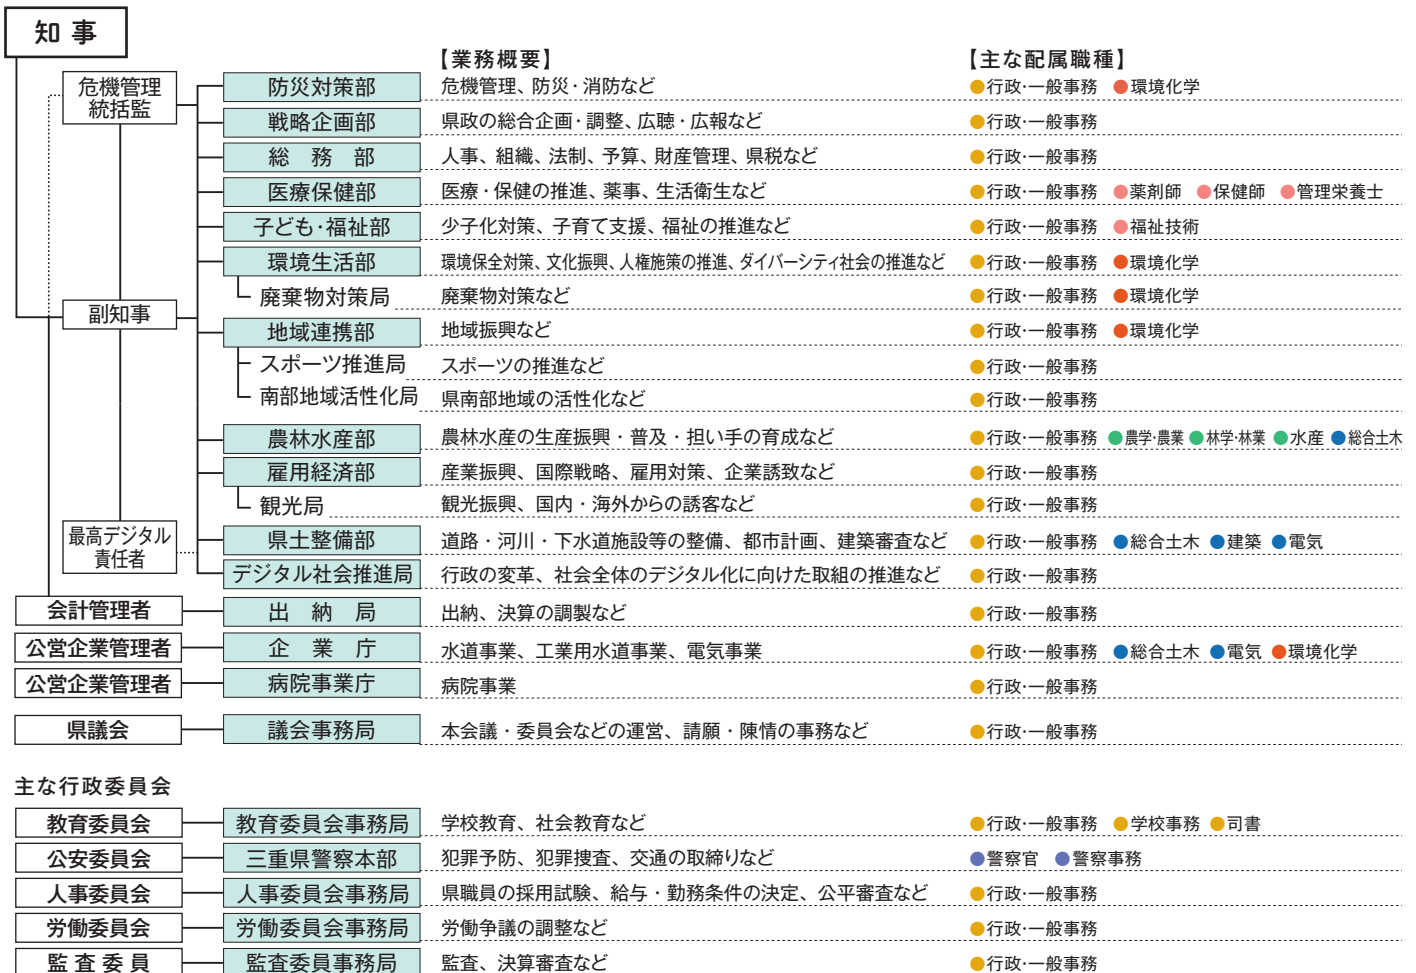 知事
【業務概要】 【主な配属職種】
危機管理統括監
防災対策部 危機管理、防災・消防など ●行政・一般事務 ●環境化学
戦略企画部 県政の総合企画・調整、広聴・広報など ●行政・一般事務
総務部 人事、組織、法制、予算、財産管理、県税など ●行政・一般事務
医療保健部 医療・保健の推進、薬事、生活衛生など ●行政・一般事務 ●薬剤師 ●保健師 ●管理栄養士
子ども・福祉部 少子化対策、子育て支援、福祉の推進など ●行政・一般事務 ●福祉技術
環境生活部 環境保全対策、文化振興、人権施策の推進、ダイバーシティ社会の推進など ●行政・一般事務 ●環境化学
廃棄物対策局 廃棄物対策など ●行政・一般事務 ●環境化学
副知事
地域連携部 地域振興など ●行政・一般事務 ●環境化学
スポーツ推進局 スポーツの推進など ●行政・一般事務
南部地域活性化局 県南部地域の活性化など ●行政・一般事務
農林水産部 農林水産の生産振興・普及・担い手の育成など ●行政・一般事務 ●農学・農業 ●林学・林業 ●水産 ●総合土木
雇用経済部 産業振興、国際戦略、雇用対策、企業誘致など ●行政・一般事務
観光局 観光振興、国内・海外からの誘客など ●行政・一般事務
最高デジタル責任者
県土整備部 道路・河川・下水道施設等の整備、都市計画、建築審査など ●行政・一般事務 ●総合土木 ●建築 ●電気
デジタル社会推進局 行政の変革、社会全体のデジタル化に向けた取組の推進など ●行政・一般事務
会計管理者 出納局 出納、決算の調製など ●行政・一般事務
公営企業管理者 企業庁 水道事業、工業用水道事業、電気事業 ●行政・一般事務 ●総合土木 ●電気 ●環境化学
公営企業管理者 病院事業庁 病院事業 ●行政・一般事務
県議会 議会事務局 本会議・委員会などの運営、請願・陳情の事務など ●行政・一般事務
主な行政委員会
教育委員会 教育委員会事務局 学校教育、社会教育など ●行政・一般事務 ●学校事務 ●司書
公安委員会 三重県警察本部 犯罪予防、犯罪捜査、交通の取締りなど ●警察官 ●警察事務
人事委員会 人事委員会事務局 県職員の採用試験、給与・勤務条件の決定、公平審査など ●行政・一般事務
労働委員会 労働委員会事務局 労働争議の調整など ●行政・一般事務
監査委員 監査委員事務局 監査、決算審査など ●行政・一般事務